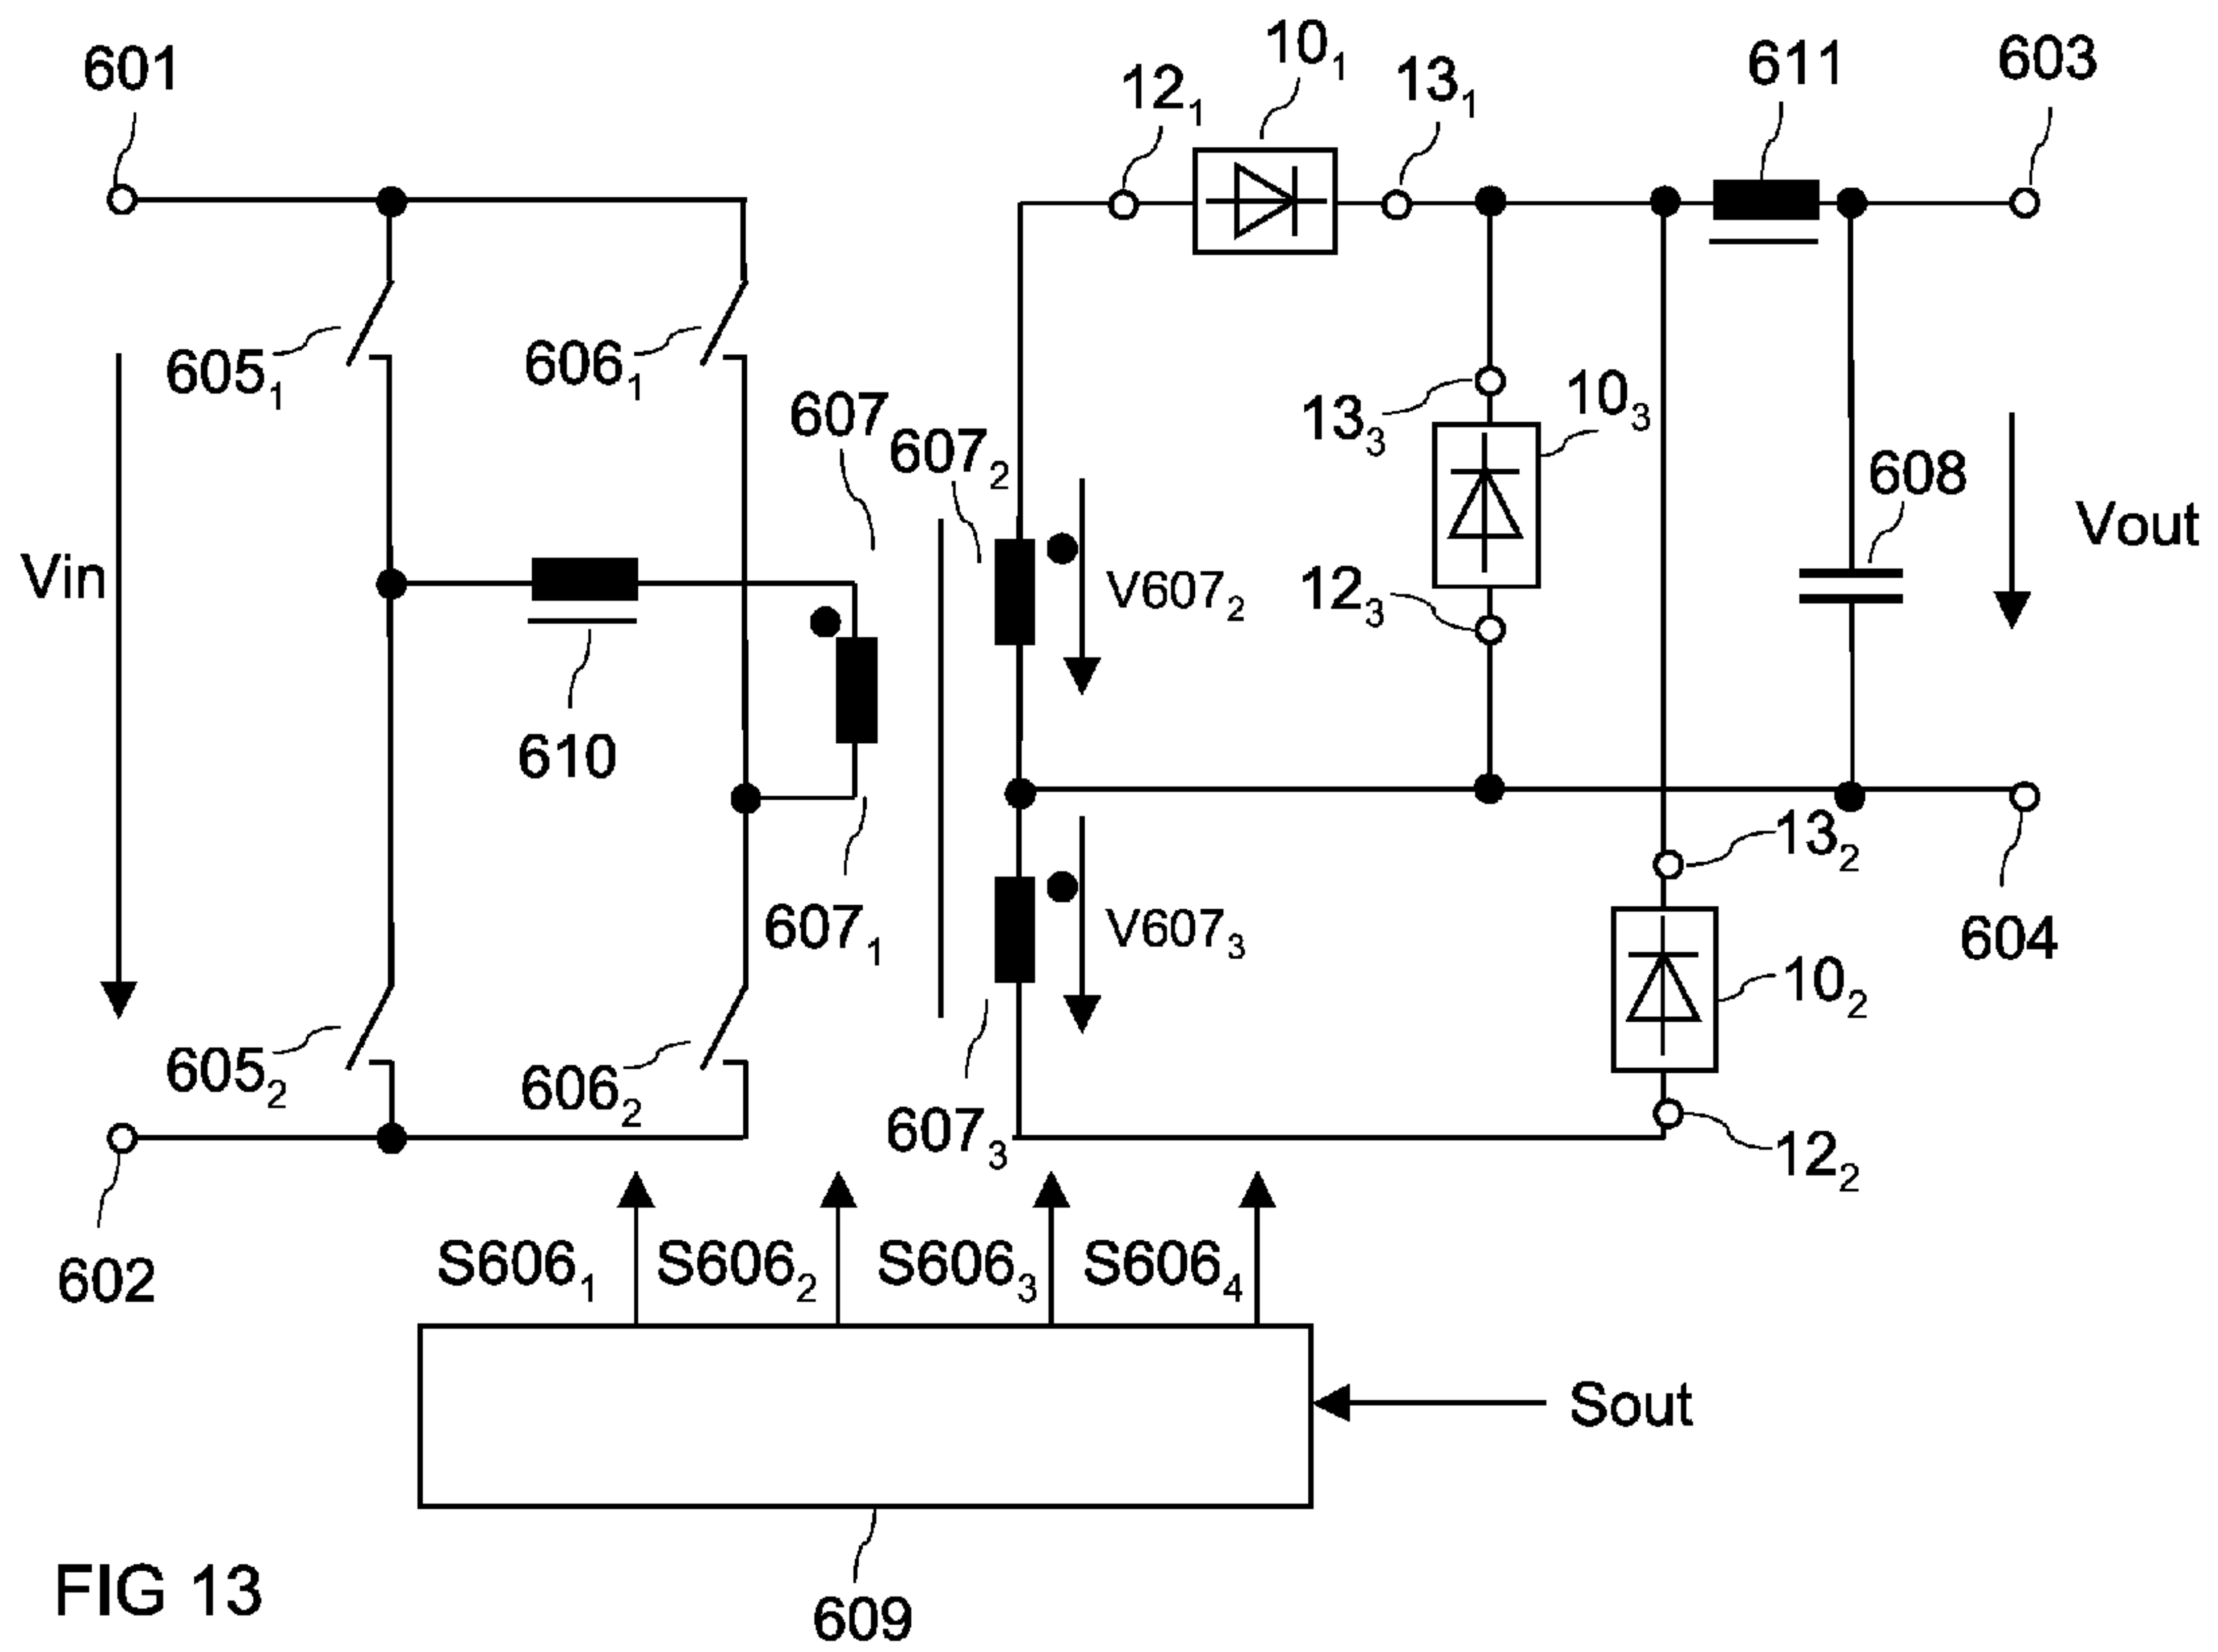 601
10₁
12₁
13₁
611
603
605₁
606₁
607
607₂
13₃
10₃
608
Vin
V607₂
12₃
Vout
610
607₁
V607₃
13₂
604
10₂
605₂
606₂
607₃
12₂
602
S606₁
S606₂
S606₃
S606₄
Sout
FIG 13
609